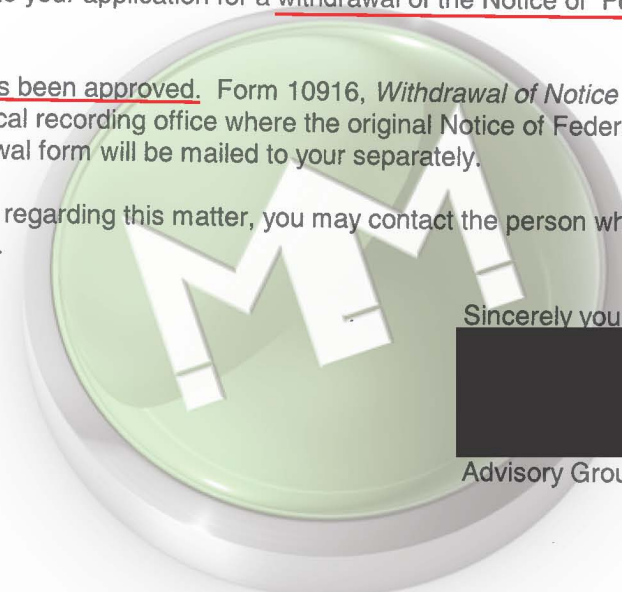 your application for a withdrawal of the Notice of
s been approved. Form 10916, Withdrawal of Notice
cal recording office where the original Notice of Feder
wal form will be mailed to your separately.
regarding this matter, you may contact the person wh
.
MM
Sincerely you
Advisory Grou